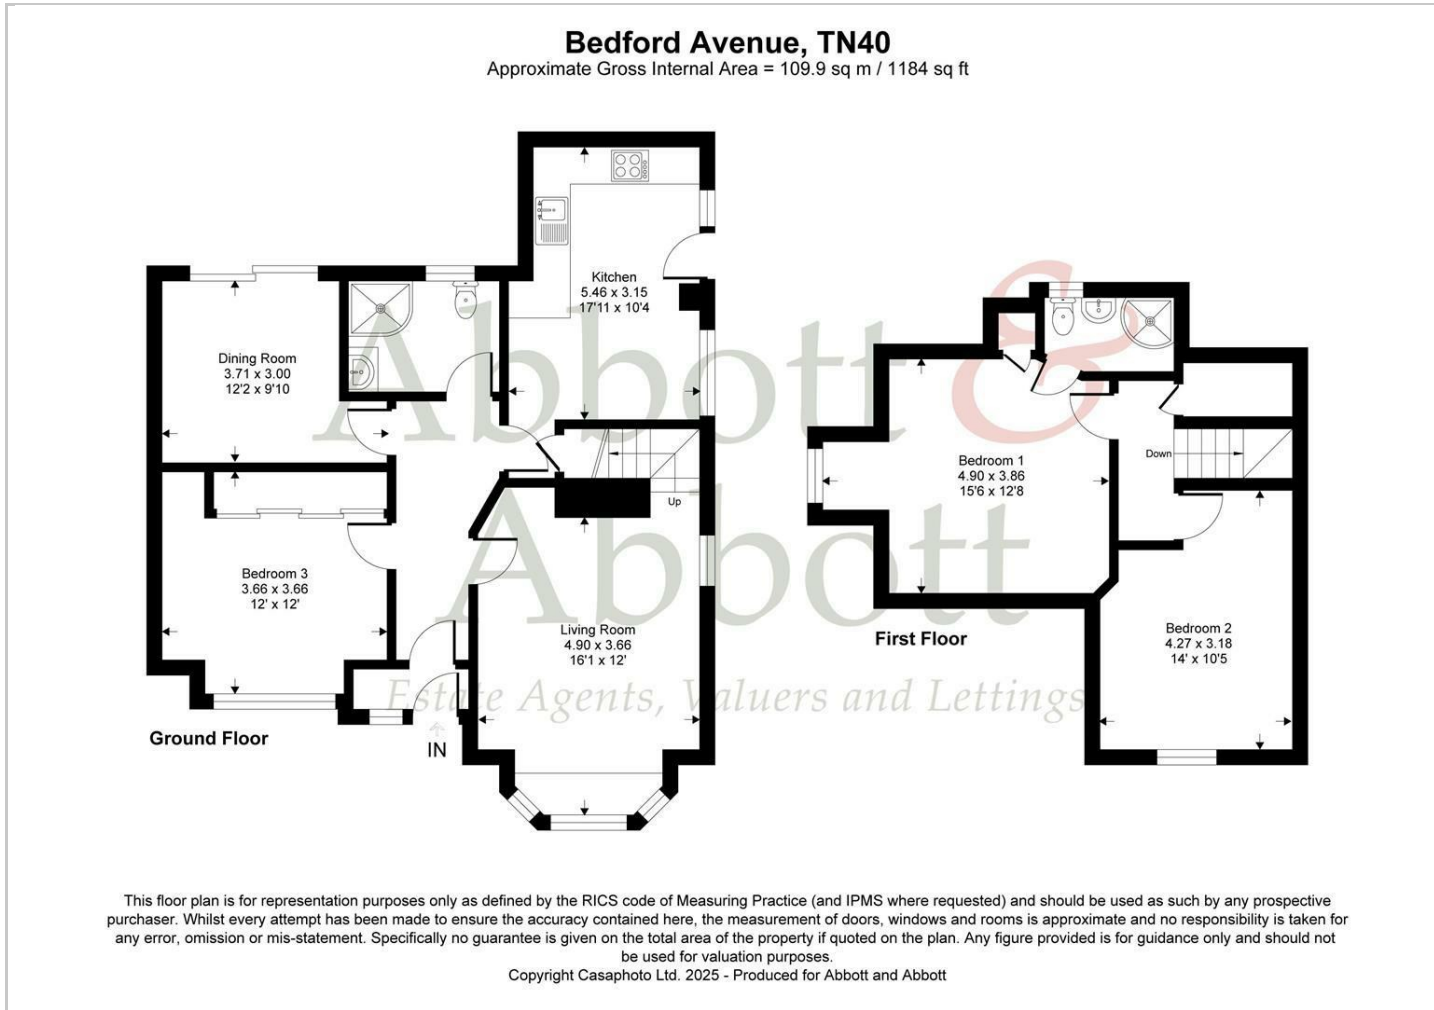 Bedford Avenue, TN40
Approximate Gross Internal Area = 109.9 sq m / 1184 sq ft
Kitchen
5.46 x 3.15
17'11 x 10'4
Dining Room
3.71 x 3.00
12'2 x 9'10
Abbott &
Abbott
Estate Agents, Valuers and Lettings
Up
Bedroom 3
3.66 x 3.66
12' x 12'
Living Room
4.90 x 3.66
16'1 x 12'
IN
Ground Floor
Bedroom 1
4.90 x 3.86
15'6 x 12'8
Down
Bedroom 2
4.27 x 3.18
14' x 10'5
First Floor
This floor plan is for representation purposes only as defined by the RICS code of Measuring Practice (and IPMS where requested) and should be used as such by any prospective
purchaser. Whilst every attempt has been made to ensure the accuracy contained here, the measurement of doors, windows and rooms is approximate and no responsibility is taken for
any error, omission or mis-statement. Specifically no guarantee is given on the total area of the property if quoted on the plan. Any figure provided is for guidance only and should not
be used for valuation purposes.
Copyright Casaphoto Ltd. 2025 - Produced for Abbott and Abbott